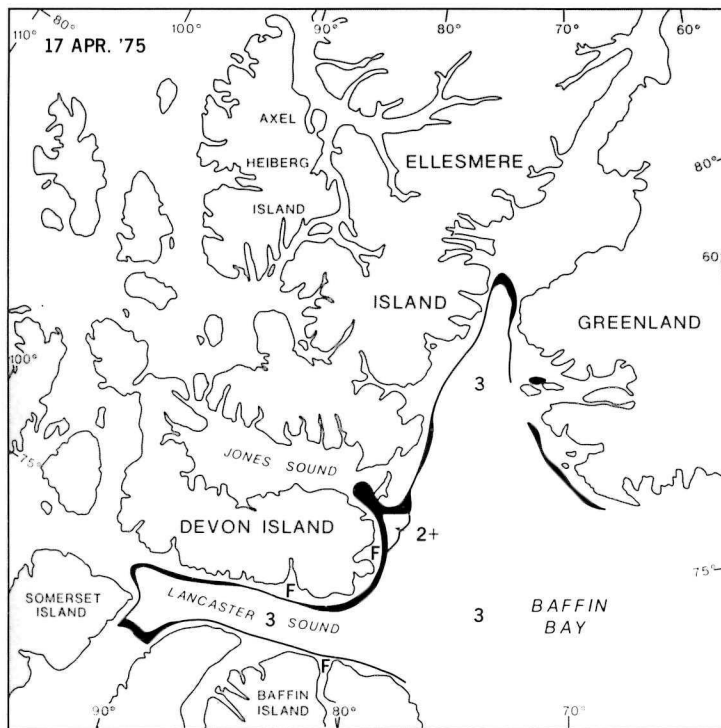 110°
80°
100°
90°
80°
70°
60°
17 APR. '75
AXEL
HEIBERG
ISLAND
ELLESMERE
80°
60°
ISLAND
GREENLAND
100°
3
75°
JONES SOUND
DEVON ISLAND
2+
F
75°
F
SOMERSET
ISLAND
LANCASTER SOUND
3
3
BAFFIN
BAY
F
BAFFIN
ISLAND
90°
80°
70°